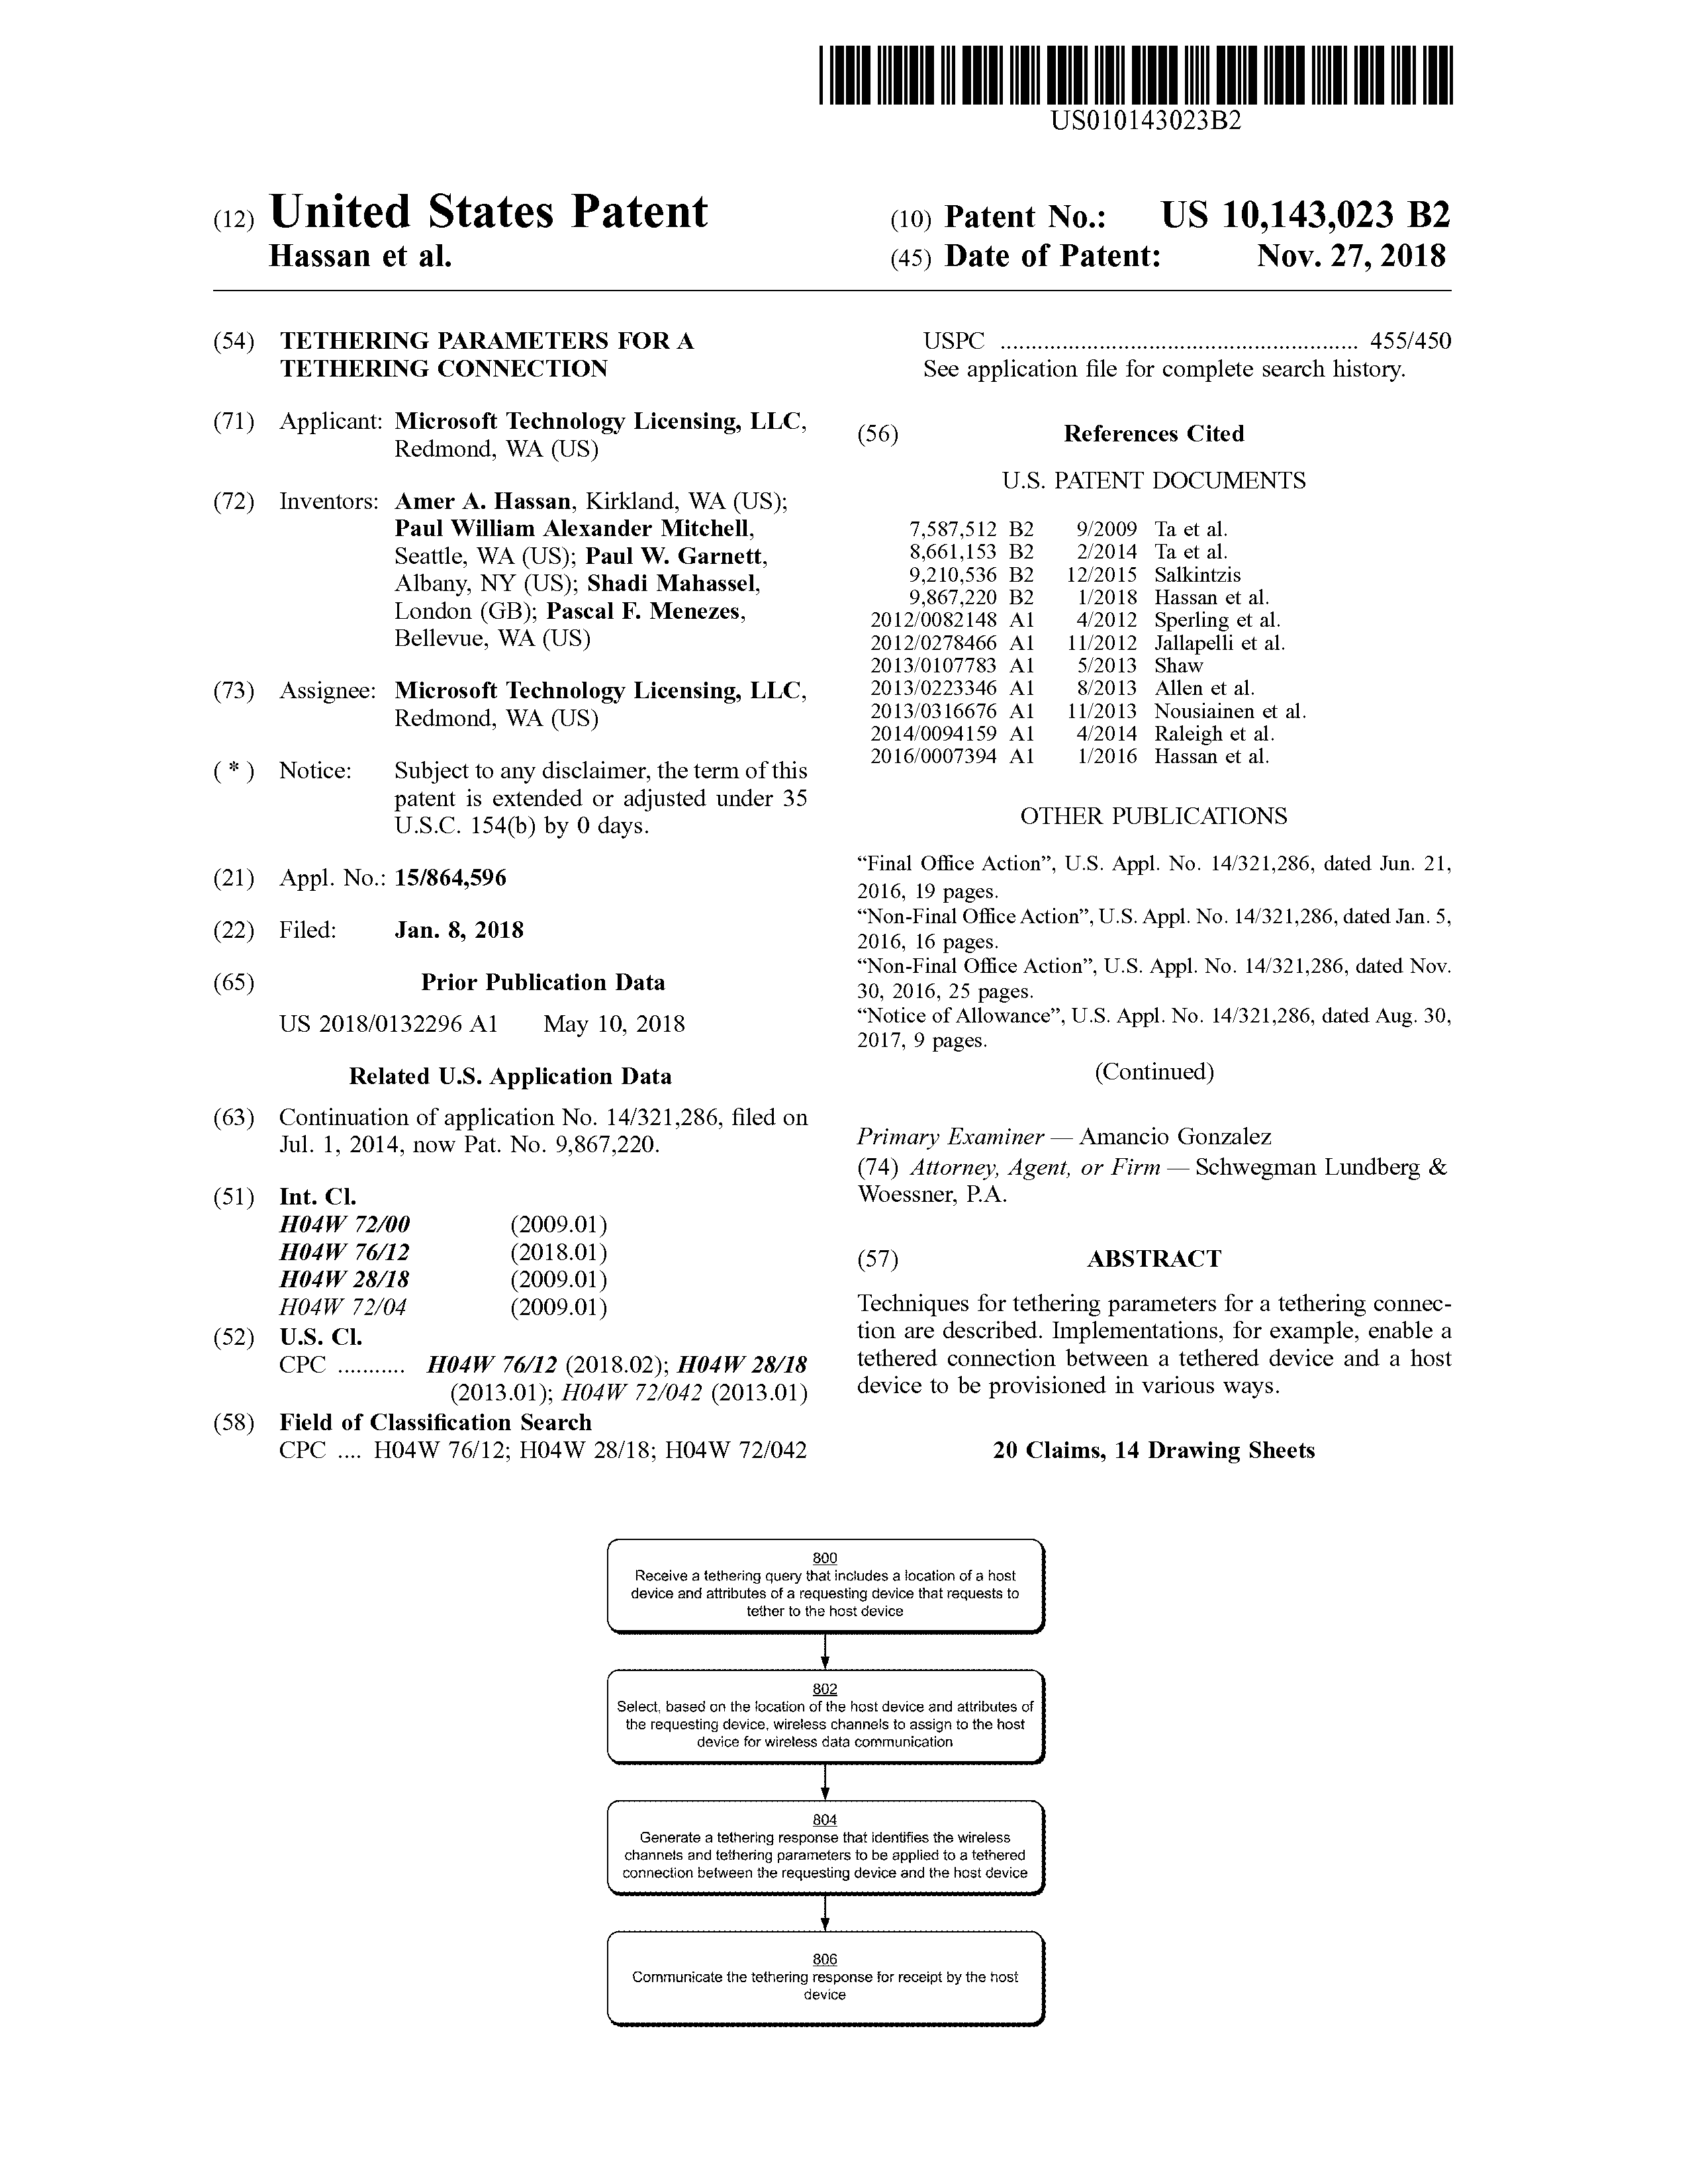 US010143023B2
(12) United States Patent
Hassan et al.
(10) Patent No.: US 10,143,023 B2
(45) Date of Patent: Nov. 27, 2018
(54) TETHERING PARAMETERS FOR A
TETHERING CONNECTION
(71) Applicant: Microsoft Technology Licensing, LLC,
Redmond, WA (US)
(72) Inventors: Amer A. Hassan, Kirkland, WA (US);
Paul William Alexander Mitchell,
Seattle, WA (US); Paul W. Garnett,
Albany, NY (US); Shadi Mahassel,
London (GB); Pascal F. Menezes,
Bellevue, WA (US)
(73) Assignee: Microsoft Technology Licensing, LLC,
Redmond, WA (US)
( * ) Notice: Subject to any disclaimer, the term of this
patent is extended or adjusted under 35
U.S.C. 154(b) by 0 days.
(21) Appl. No.: 15/864,596
(22) Filed: Jan. 8, 2018
(65) Prior Publication Data
US 2018/0132296 A1 May 10, 2018
Related U.S. Application Data
(63) Continuation of application No. 14/321,286, filed on
Jul. 1, 2014, now Pat. No. 9,867,220.
(51) Int. Cl.
H04W 72/00 (2009.01)
H04W 76/12 (2018.01)
H04W 28/18 (2009.01)
H04W 72/04 (2009.01)
(52) U.S. Cl.
CPC ........... H04W 76/12 (2018.02); H04W 28/18
(2013.01); H04W 72/042 (2013.01)
(58) Field of Classification Search
CPC .... H04W 76/12; H04W 28/18; H04W 72/042
USPC ..................................................... 455/450
See application file for complete search history.
(56) References Cited
U.S. PATENT DOCUMENTS
7,587,512 B2 9/2009 Ta et al.
8,661,153 B2 2/2014 Ta et al.
9,210,536 B2 12/2015 Salkintzis
9,867,220 B2 1/2018 Hassan et al.
2012/0082148 A1 4/2012 Sperling et al.
2012/0278466 A1 11/2012 Jallapelli et al.
2013/0107783 A1 5/2013 Shaw
2013/0223346 A1 8/2013 Allen et al.
2013/0316676 A1 11/2013 Nousiainen et al.
2014/0094159 A1 4/2014 Raleigh et al.
2016/0007394 A1 1/2016 Hassan et al.
OTHER PUBLICATIONS
“Final Office Action”, U.S. Appl. No. 14/321,286, dated Jun. 21,
2016, 19 pages.
“Non-Final Office Action”, U.S. Appl. No. 14/321,286, dated Jan. 5,
2016, 16 pages.
“Non-Final Office Action”, U.S. Appl. No. 14/321,286, dated Nov.
30, 2016, 25 pages.
“Notice of Allowance”, U.S. Appl. No. 14/321,286, dated Aug. 30,
2017, 9 pages.
(Continued)
Primary Examiner — Amancio Gonzalez
(74) Attorney, Agent, or Firm — Schwegman Lundberg &
Woessner, P.A.
(57) ABSTRACT
Techniques for tethering parameters for a tethering connec-
tion are described. Implementations, for example, enable a
tethered connection between a tethered device and a host
device to be provisioned in various ways.
20 Claims, 14 Drawing Sheets
800
Receive a tethering query that includes a location of a host
device and attributes of a requesting device that requests to
tether to the host device
802
Select, based on the location of the host device and attributes of
the requesting device, wireless channels to assign to the host
device for wireless data communication
804
Generate a tethering response that identifies the wireless
channels and tethering parameters to be applied to a tethered
connection between the requesting device and the host device
806
Communicate the tethering response for receipt by the host
device